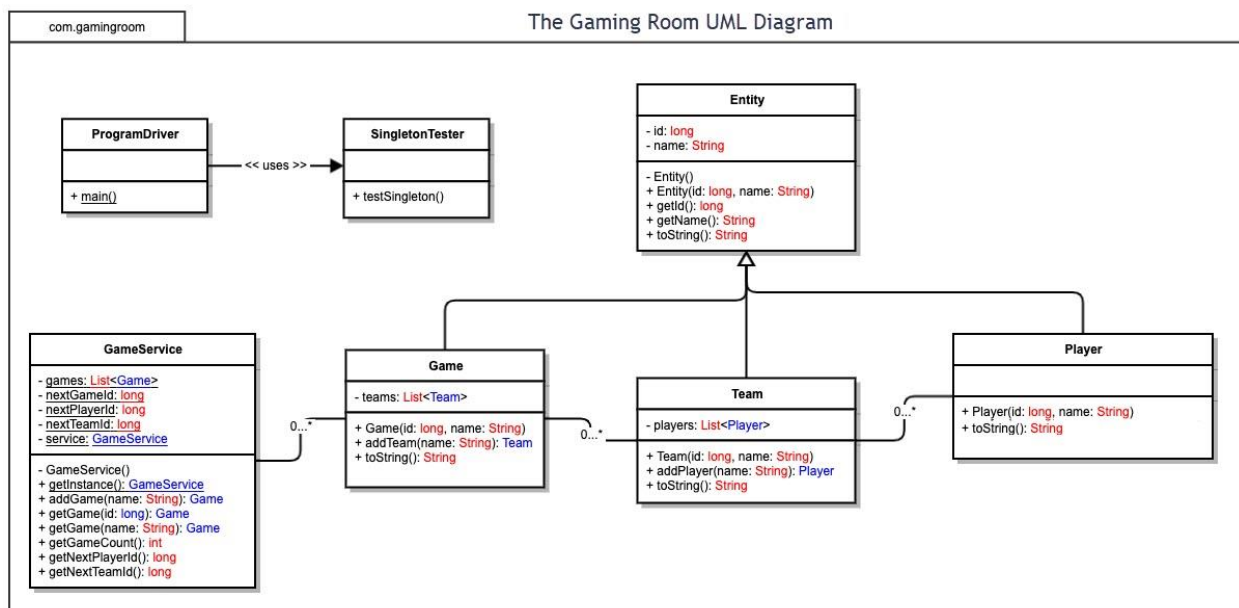 com.gamingroom
The Gaming Room UML Diagram
ProgramDriver
+ main()
<< uses >>
SingletonTester
+ testSingleton()
Entity
- id: long
- name: String
- Entity()
+ Entity(id: long, name: String)
+ getId(): long
+ getName(): String
+ toString(): String
GameService
- games: List<Game>
- nextGameId: long
- nextPlayerId: long
- nextTeamId: long
- service: GameService
- GameService()
+ getInstance(): GameService
+ addGame(name: String): Game
+ getGame(id: long): Game
+ getGame(name: String): Game
+ getGameCount(): int
+ getNextPlayerId(): long
+ getNextTeamId(): long
0...*
Game
- teams: List<Team>
+ Game(id: long, name: String)
+ addTeam(name: String): Team
+ toString(): String
0...*
Team
- players: List<Player>
+ Team(id: long, name: String)
+ addPlayer(name: String): Player
+ toString(): String
0...*
Player
+ Player(id: long, name: String)
+ toString(): String